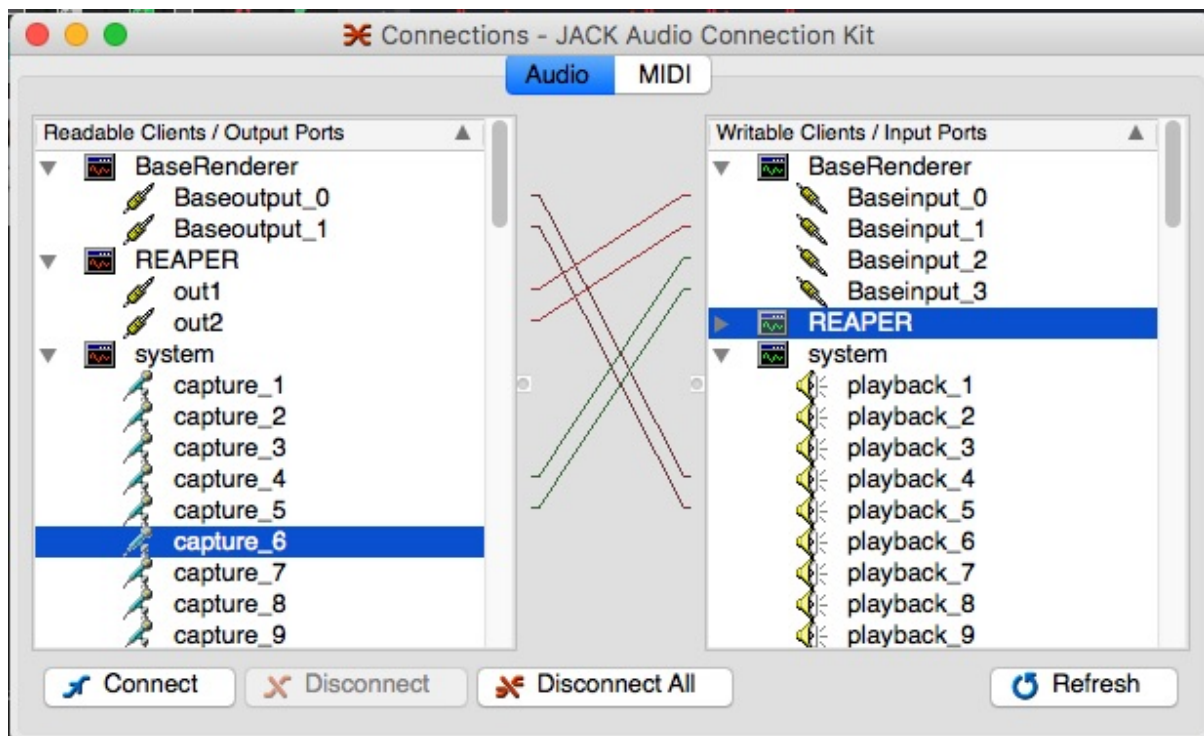 Connections - JACK Audio Connection Kit
Audio MIDI
Readable Clients / Output Ports
BaseRenderer
Baseoutput_0
Baseoutput_1
REAPER
out1
out2
system
capture_1
capture_2
capture_3
capture_4
capture_5
capture_6
capture_7
capture_8
capture_9
Writable Clients / Input Ports
BaseRenderer
Baseinput_0
Baseinput_1
Baseinput_2
Baseinput_3
REAPER
system
playback_1
playback_2
playback_3
playback_4
playback_5
playback_6
playback_7
playback_8
playback_9
Connect Disconnect Disconnect All Refresh